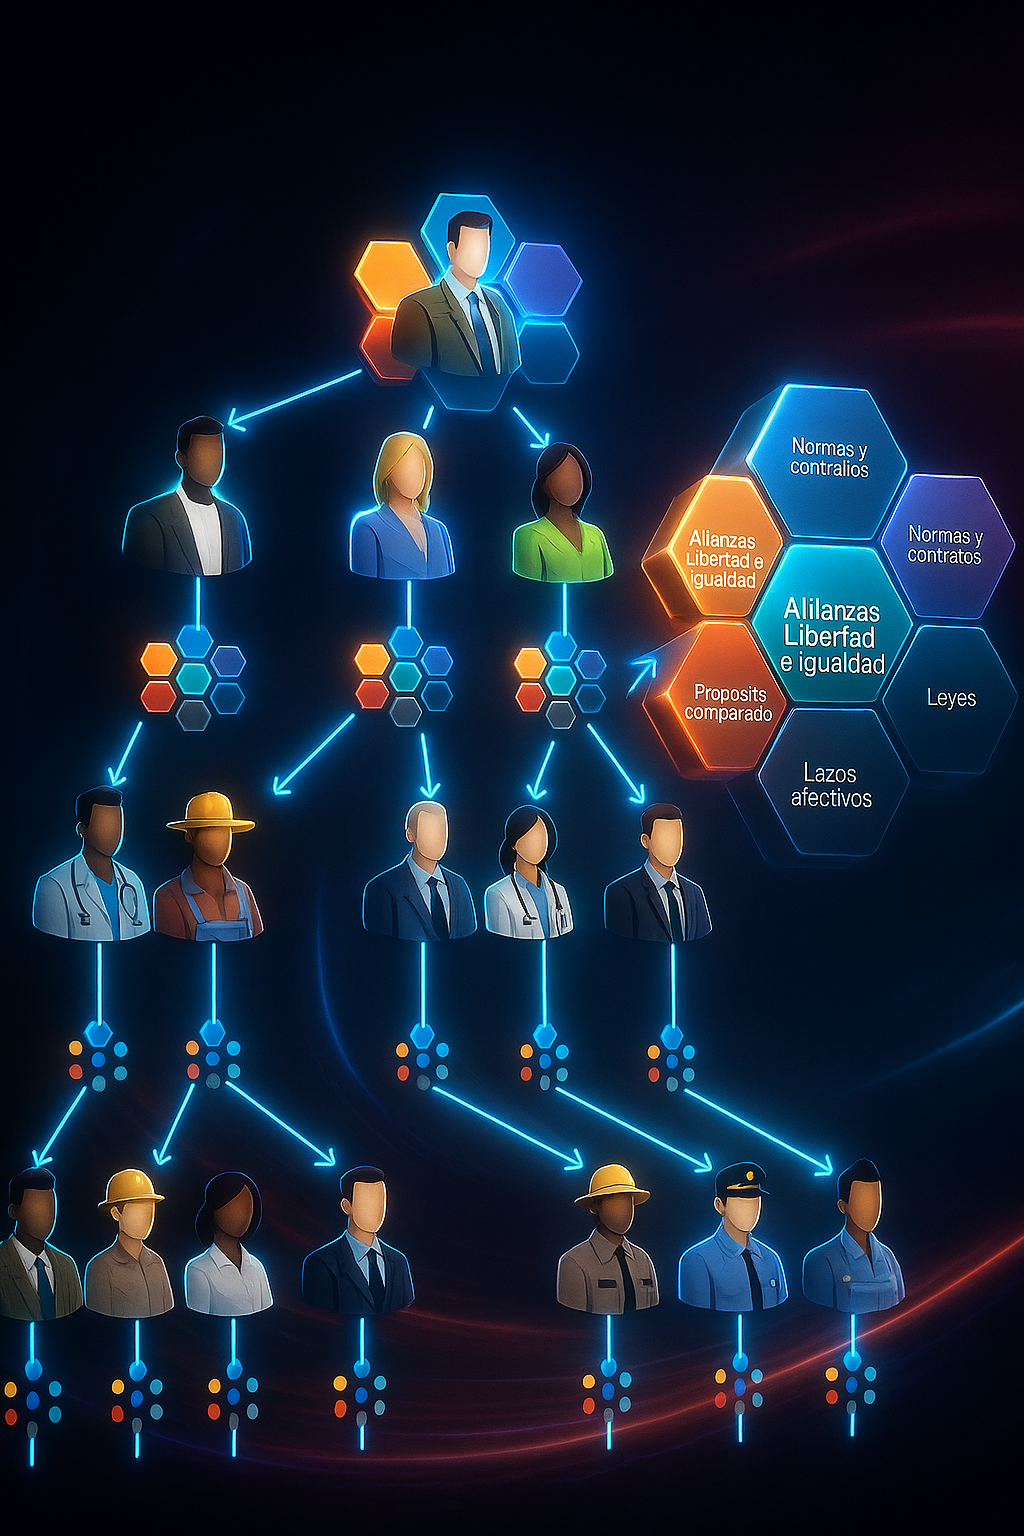 Normas y
contralios
Alianzas
Libertad e
igualdad
Normas y
contratos
Alilanzas
Liberfad
e igualdad
Proposits
comparado
Leyes
Lazos
afectivos